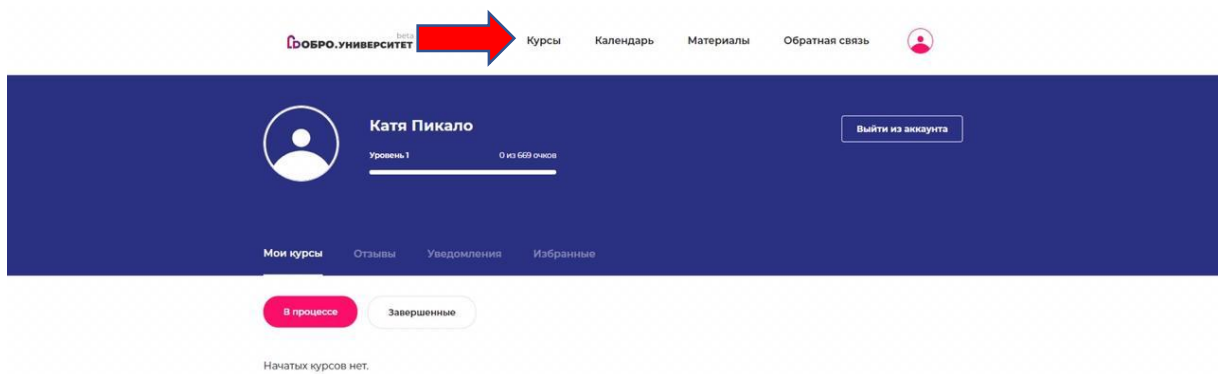 beta
ДОБРО.УНИВЕРСИТЕТ
Курсы Календарь Материалы Обратная связь
Катя Пикало
Выйти из аккаунта
Уровень 1 0 из 669 очков
Мои курсы Отзывы Уведомления Избранные
В процессе Завершенные
Начатых курсов нет.